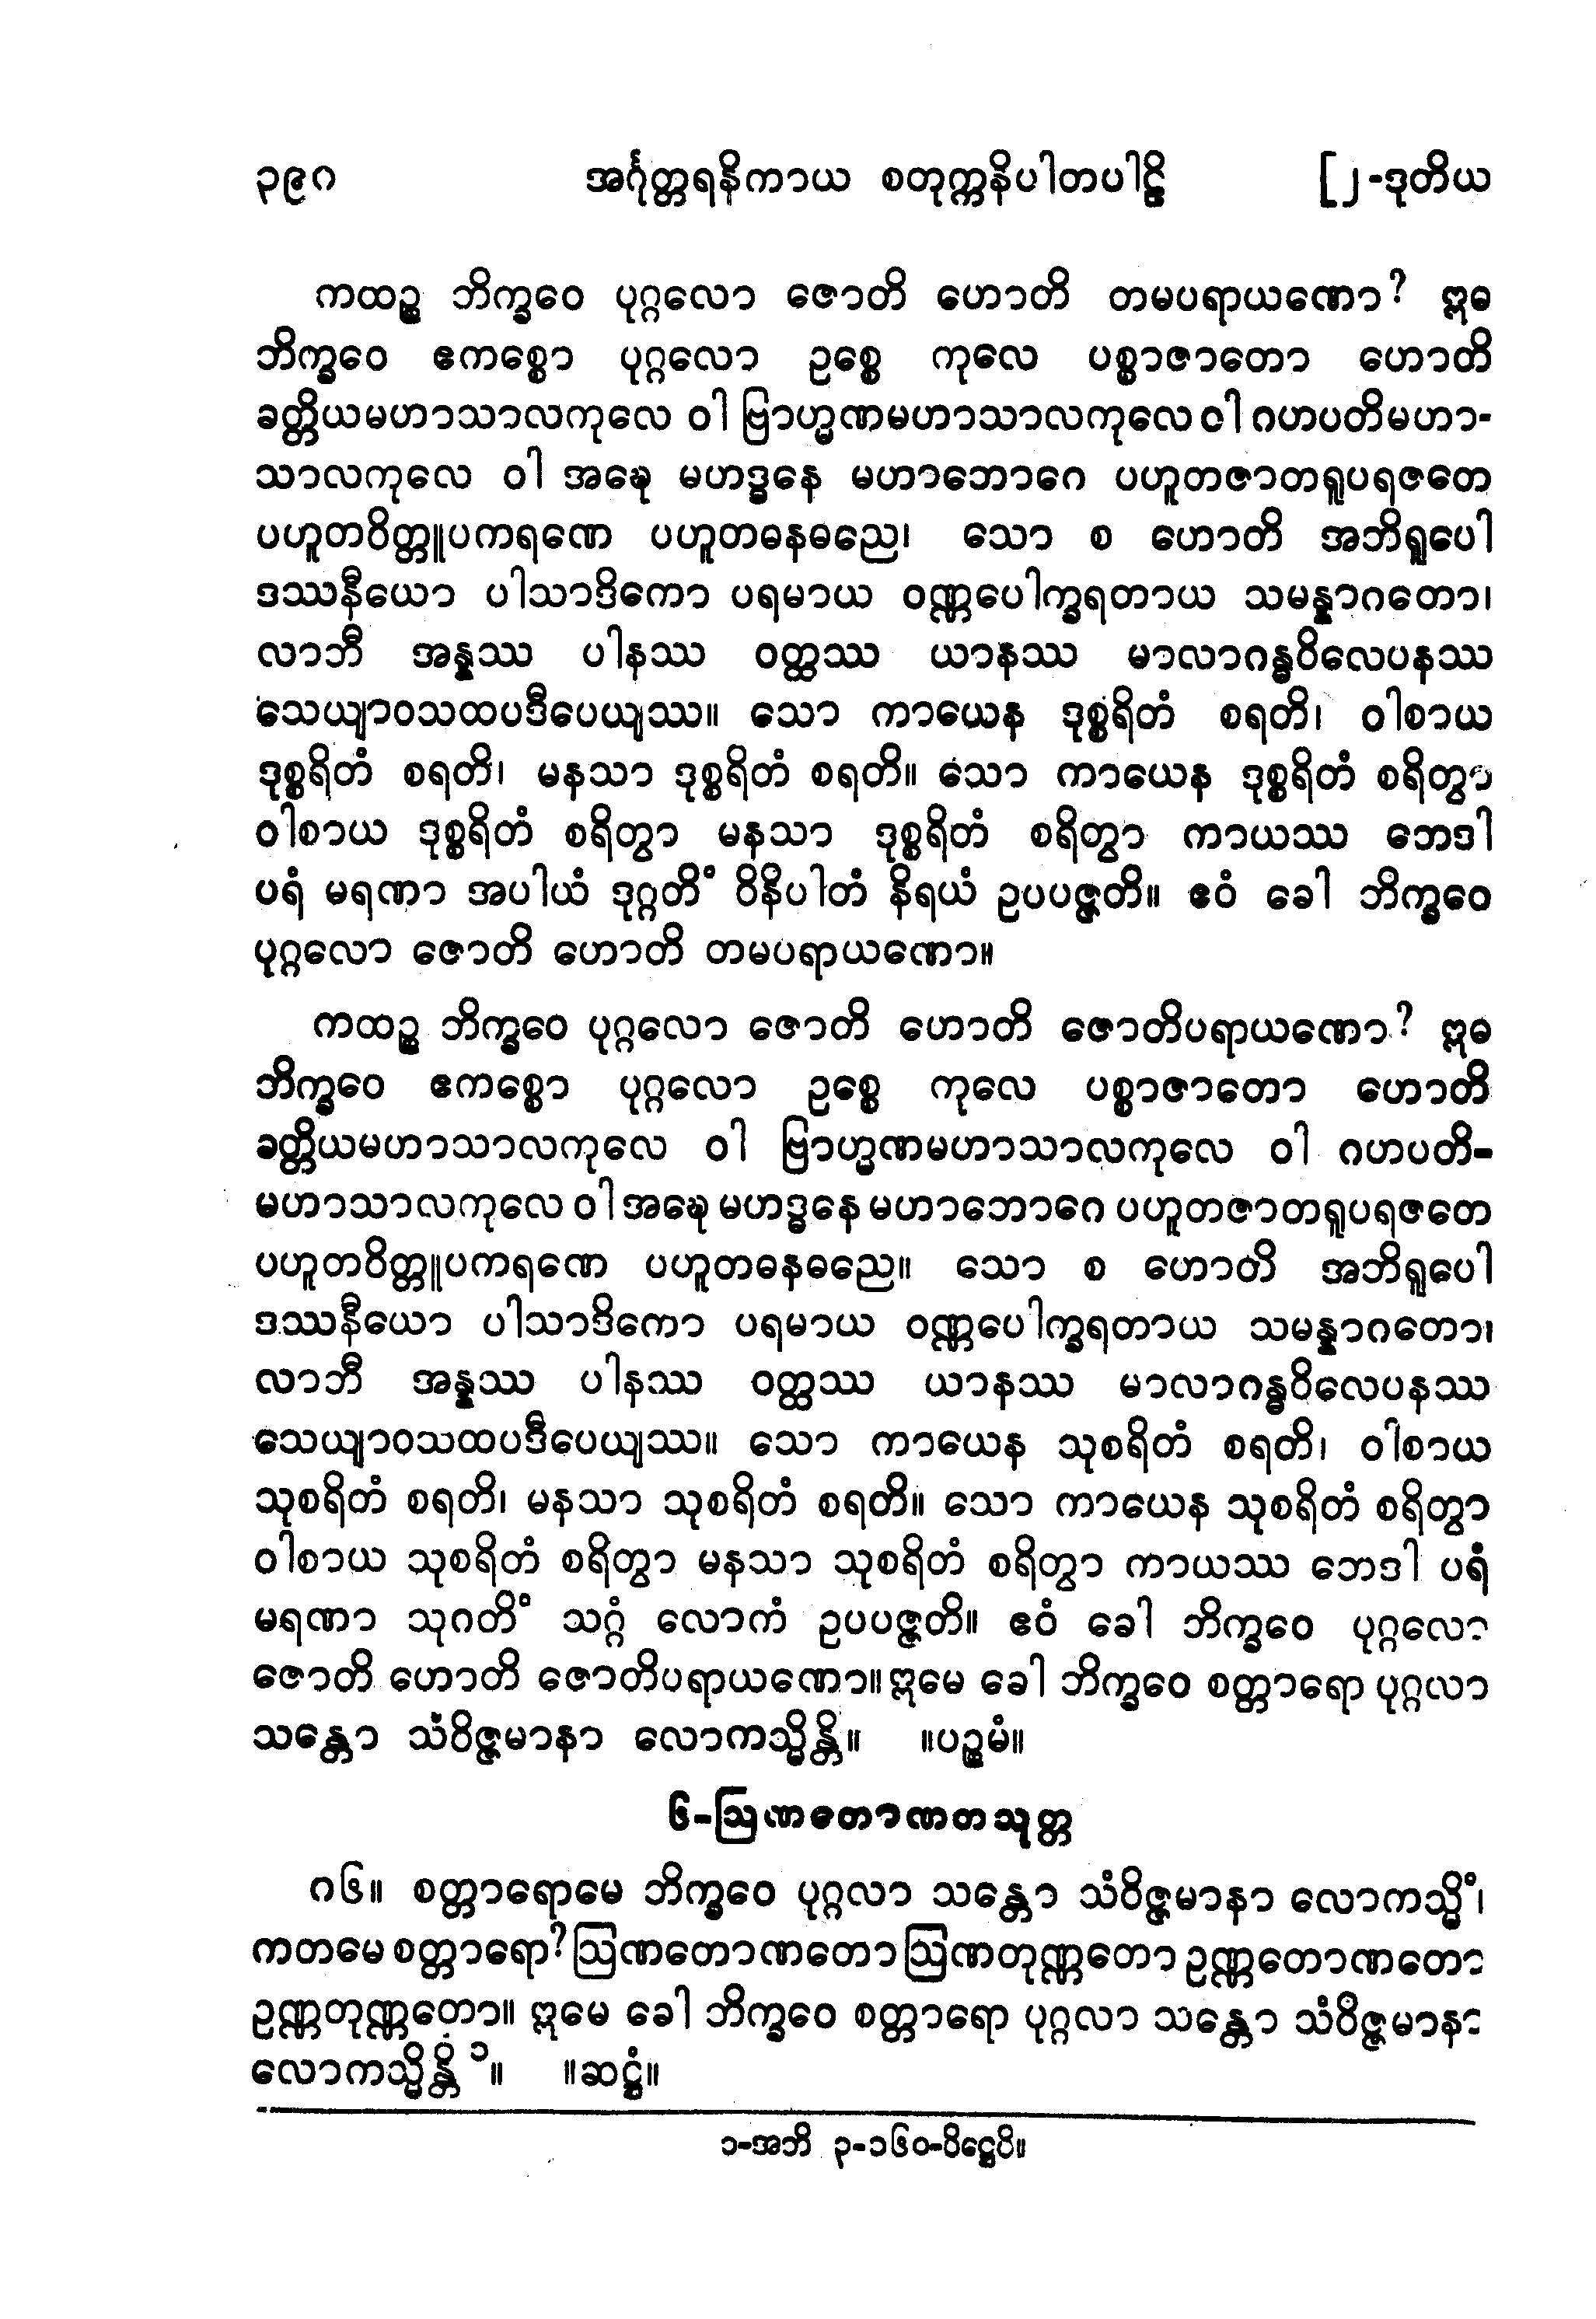 ၃၉၈ အင်္ဂုတ္တရနိကာယ စတုက္ကနိပါတပါဠိ [၂-ဒုတိယ
ကထဉ္စ ဘိက္ခဝေ ပုဂ္ဂလော ဇောတိ ဟောတိ တမပရာယဏော? ဣဓ
ဘိက္ခဝေ ဧကစ္စော ပုဂ္ဂလော ဥစ္စေ ကုလေ ပစ္စာဇာတော ဟောတိ
ခတ္တိယမဟာသာလကုလေ ဝါ ဗြာဟ္မဏမဟာသာလကုလေ ဝါ ဂဟပတိမဟာ-
သာလကုလေ ဝါ အဍ္ဎေ မဟဒ္ဓနေ မဟာဘောဂေ ပဟူတဇာတရူပရဇတေ
ပဟူတဝိတ္တူပကရဏေ ပဟူတဓနဓညေ၊ သော စ ဟောတိ အဘိရူပေါ
ဒဿနီယော ပါသာဒိကော ပရမာယ ဝဏ္ဏပေါက္ခရတာယ သမန္နာဂတော၊
လာဘီ အန္နဿ ပါနဿ ဝတ္ထဿ ယာနဿ မာလာဂန္ဓဝိလေပနဿ
သေယျာဝသထပဒီပေယျဿ။ သော ကာယေန ဒုစ္စရိတံ စရတိ၊ ဝါစာယ
ဒုစ္စရိတံ စရတိ၊ မနသာ ဒုစ္စရိတံ စရတိ။ သော ကာယေန ဒုစ္စရိတံ စရိတွာ
ဝါစာယ ဒုစ္စရိတံ စရိတွာ မနသာ ဒုစ္စရိတံ စရိတွာ ကာယဿ ဘေဒါ
ပရံ မရဏာ အပါယံ ဒုဂ္ဂတိံ ဝိနိပါတံ နိရယံ ဥပပဇ္ဇတိ။ ဧဝံ ခေါ ဘိက္ခဝေ
ပုဂ္ဂလော ဇောတိ ဟောတိ တမပရာယဏော။
ကထဉ္စ ဘိက္ခဝေ ပုဂ္ဂလော ဇောတိ ဟောတိ ဇောတိပရာယဏော? ဣဓ
ဘိက္ခဝေ ဧကစ္စော ပုဂ္ဂလော ဥစ္စေ ကုလေ ပစ္စာဇာတော ဟောတိ
ခတ္တိယမဟာသာလကုလေ ဝါ ဗြာဟ္မဏမဟာသာလကုလေ ဝါ ဂဟပတိ-
မဟာသာလကုလေ ဝါ အဍ္ဎေ မဟဒ္ဓနေ မဟာဘောဂေ ပဟူတဇာတရူပရဇတေ
ပဟူတဝိတ္တူပကရဏေ ပဟူတဓနဓညေ။ သော စ ဟောတိ အဘိရူပေါ
ဒဿနီယော ပါသာဒိကော ပရမာယ ဝဏ္ဏပေါက္ခရတာယ သမန္နာဂတော၊
လာဘီ အန္နဿ ပါနဿ ဝတ္ထဿ ယာနဿ မာလာဂန္ဓဝိလေပနဿ
သေယျာဝသထပဒီပေယျဿ။ သော ကာယေန သုစရိတံ စရတိ၊ ဝါစာယ
သုစရိတံ စရတိ၊ မနသာ သုစရိတံ စရတိ။ သော ကာယေန သုစရိတံ စရိတွာ
ဝါစာယ သုစရိတံ စရိတွာ မနသာ သုစရိတံ စရိတွာ ကာယဿ ဘေဒါ ပရံ
မရဏာ သုဂတိံ သဂ္ဂံ လောကံ ဥပပဇ္ဇတိ။ ဧဝံ ခေါ ဘိက္ခဝေ ပုဂ္ဂလော
ဇောတိ ဟောတိ ဇောတိပရာယဏော။ ဣမေ ခေါ ဘိက္ခဝေ စတ္တာရော ပုဂ္ဂလာ
သန္တော သံဝိဇ္ဇမာနာ လောကသ္မိန္တိ။ ။ပဉ္စမံ။
၆-ဩဏတောဏတသုတ္တ
၈၆။ စတ္တာရောမေ ဘိက္ခဝေ ပုဂ္ဂလာ သန္တော သံဝိဇ္ဇမာနာ လောကသ္မိံ၊
ကတမေ စတ္တာရော? ဩဏတောဏတော ဩဏတုဏ္ဏတော ဥဏ္ဏတောဏတော
ဥဏ္ဏတုဏ္ဏတော။ ဣမေ ခေါ ဘိက္ခဝေ စတ္တာရော ပုဂ္ဂလာ သန္တော သံဝိဇ္ဇမာနာ
လောကသ္မိန္တိ ၁။ ။ဆဋ္ဌံ။
၁-အဘိ ၃-၁၆၀-ပိဋ္ဌေပိ။